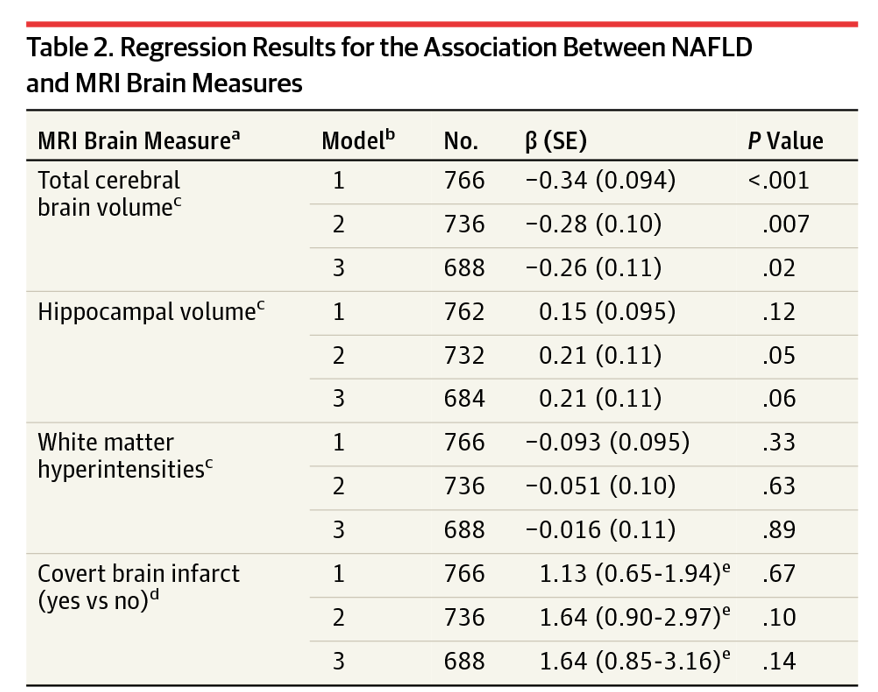 Table 2. Regression Results for the Association Between NAFLD
and MRI Brain Measures
MRI Brain Measureᵃ Modelᵇ No. β (SE) P Value
Total cerebral 1 766 −0.34 (0.094) <.001
brain volumeᶜ
2 736 −0.28 (0.10) .007
3 688 −0.26 (0.11) .02
Hippocampal volumeᶜ 1 762 0.15 (0.095) .12
2 732 0.21 (0.11) .05
3 684 0.21 (0.11) .06
White matter 1 766 −0.093 (0.095) .33
hyperintensitiesᶜ
2 736 −0.051 (0.10) .63
3 688 −0.016 (0.11) .89
Covert brain infarct 1 766 1.13 (0.65-1.94)ᵉ .67
(yes vs no)ᵈ
2 736 1.64 (0.90-2.97)ᵉ .10
3 688 1.64 (0.85-3.16)ᵉ .14